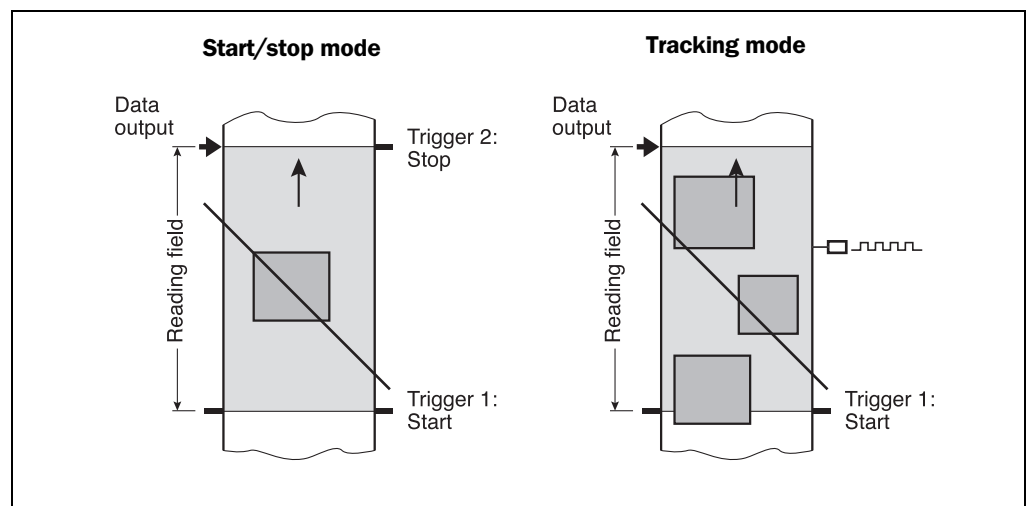 Start/stop mode
Data
output
Trigger 2:
Stop
Reading field
Trigger 1:
Start
Tracking mode
Data
output
Reading field
Trigger 1:
Start